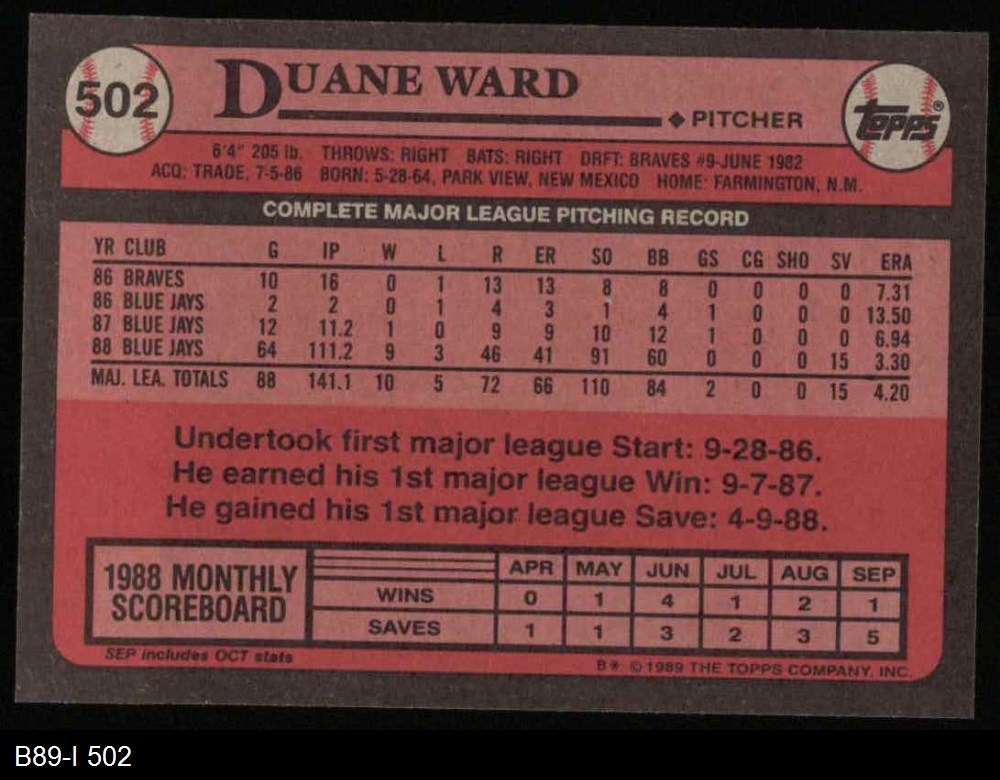 502
DUANE WARD
◆ PITCHER
Topps®
6'4" 205 lb. THROWS: RIGHT BATS: RIGHT DRFT: BRAVES #9-JUNE 1982
ACQ: TRADE, 7-5-86 BORN: 5-28-64, PARK VIEW, NEW MEXICO HOME: FARMINGTON, N.M.
COMPLETE MAJOR LEAGUE PITCHING RECORD
YR CLUB G IP W L R ER SO BB GS CG SHO SV ERA
86 BRAVES 10 16 0 1 13 13 8 8 0 0 0 0 7.31
86 BLUE JAYS 2 2 0 1 4 3 1 4 1 0 0 0 13.50
87 BLUE JAYS 12 11.2 1 0 9 9 10 12 1 0 0 0 6.94
88 BLUE JAYS 64 111.2 9 3 46 41 91 60 0 0 0 15 3.30
MAJ. LEA. TOTALS 88 141.1 10 5 72 66 110 84 2 0 0 15 4.20
Undertook first major league Start: 9-28-86.
He earned his 1st major league Win: 9-7-87.
He gained his 1st major league Save: 4-9-88.
1988 MONTHLY SCOREBOARD
APR MAY JUN JUL AUG SEP
WINS 0 1 4 1 2 1
SAVES 1 1 3 2 3 5
SEP includes OCT stats
B* © 1989 THE TOPPS COMPANY, INC.
B89-I 502